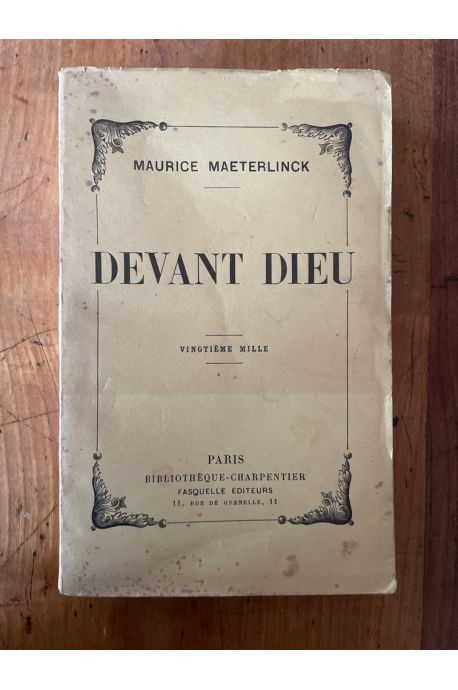 MAURICE MAETERLINCK
DEVANT DIEU
VINGTIÈME MILLE
PARIS
BIBLIOTHÈQUE-CHARPENTIER
FASQUELLE ÉDITEURS
11, RUE DE GRENELLE, 11